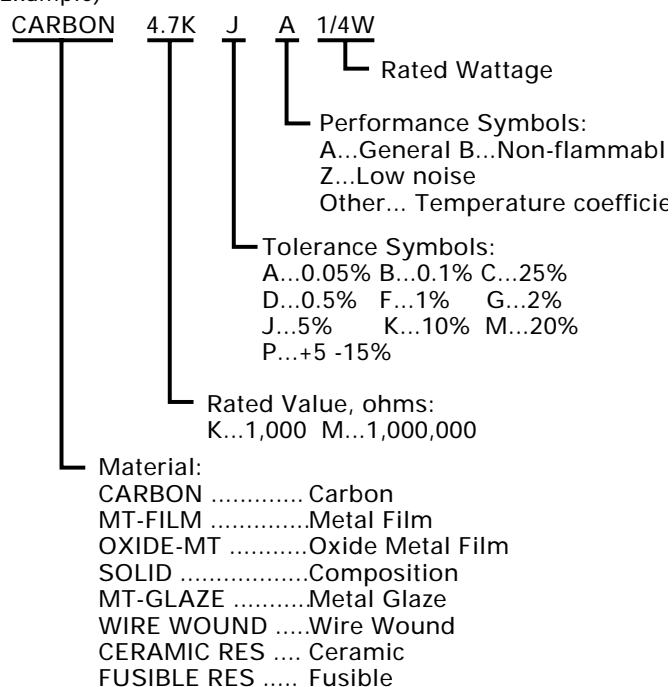 Example)
CARBON 4.7K J A 1/4W
Rated Wattage
Performance Symbols:
A...General B...Non-flammabl
Z...Low noise
Other... Temperature coefficie
Tolerance Symbols:
A...0.05% B...0.1% C...25%
D...0.5% F...1% G...2%
J...5% K...10% M...20%
P...+5 -15%
Rated Value, ohms:
K...1,000 M...1,000,000
Material:
CARBON ............. Carbon
MT-FILM ..............Metal Film
OXIDE-MT ...........Oxide Metal Film
SOLID ..................Composition
MT-GLAZE ...........Metal Glaze
WIRE WOUND .....Wire Wound
CERAMIC RES .... Ceramic
FUSIBLE RES ..... Fusible